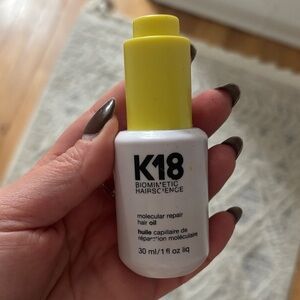 K18
BIOMIMETIC
HAIRSCIENCE
molecular repair
hair oil
huile capillaire de
réparation moléculaire
30 ml/1 fl oz liq